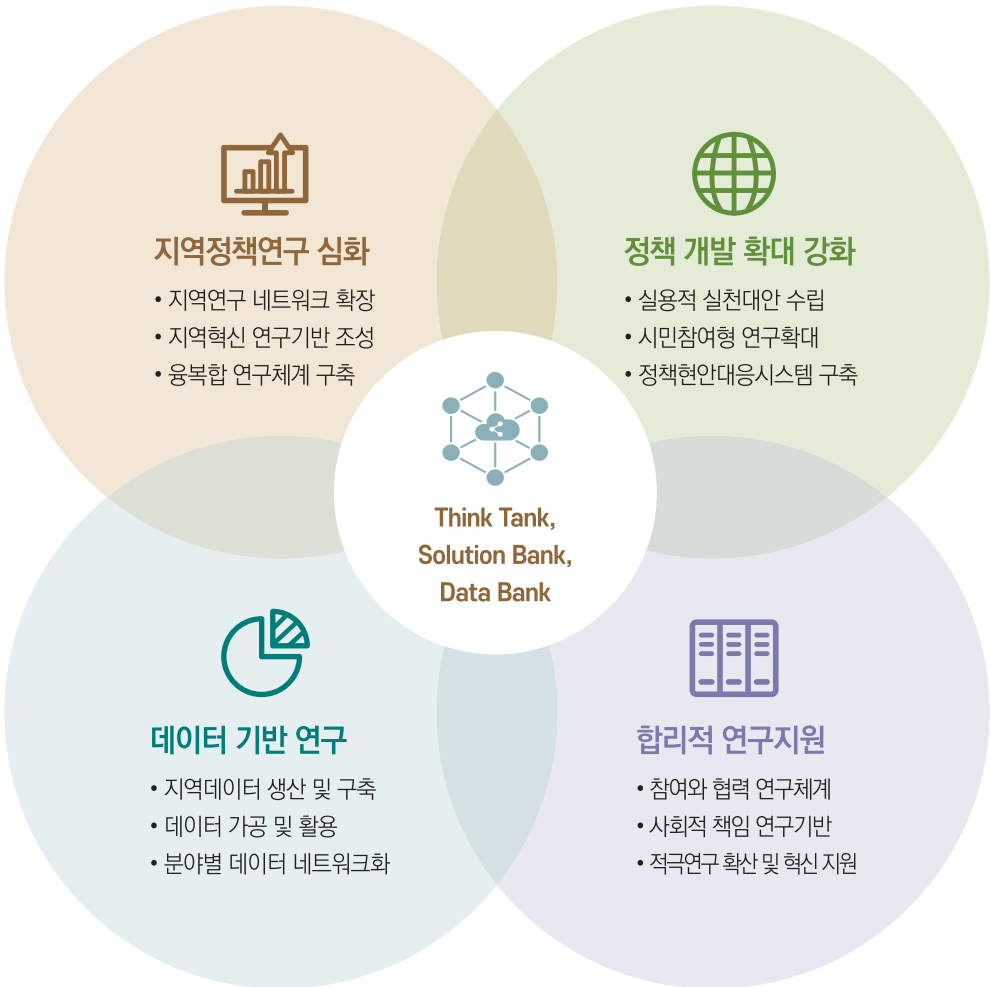 지역정책연구 심화
• 지역연구 네트워크 확장
• 지역혁신 연구기반 조성
• 융복합 연구체계 구축
정책 개발 확대 강화
• 실용적 실천대안 수립
• 시민참여형 연구확대
• 정책현안대응시스템 구축
Think Tank,
Solution Bank,
Data Bank
데이터 기반 연구
• 지역데이터 생산 및 구축
• 데이터 가공 및 활용
• 분야별 데이터 네트워크화
합리적 연구지원
• 참여와 협력 연구체계
• 사회적 책임 연구기반
• 적극연구 확산 및 혁신 지원